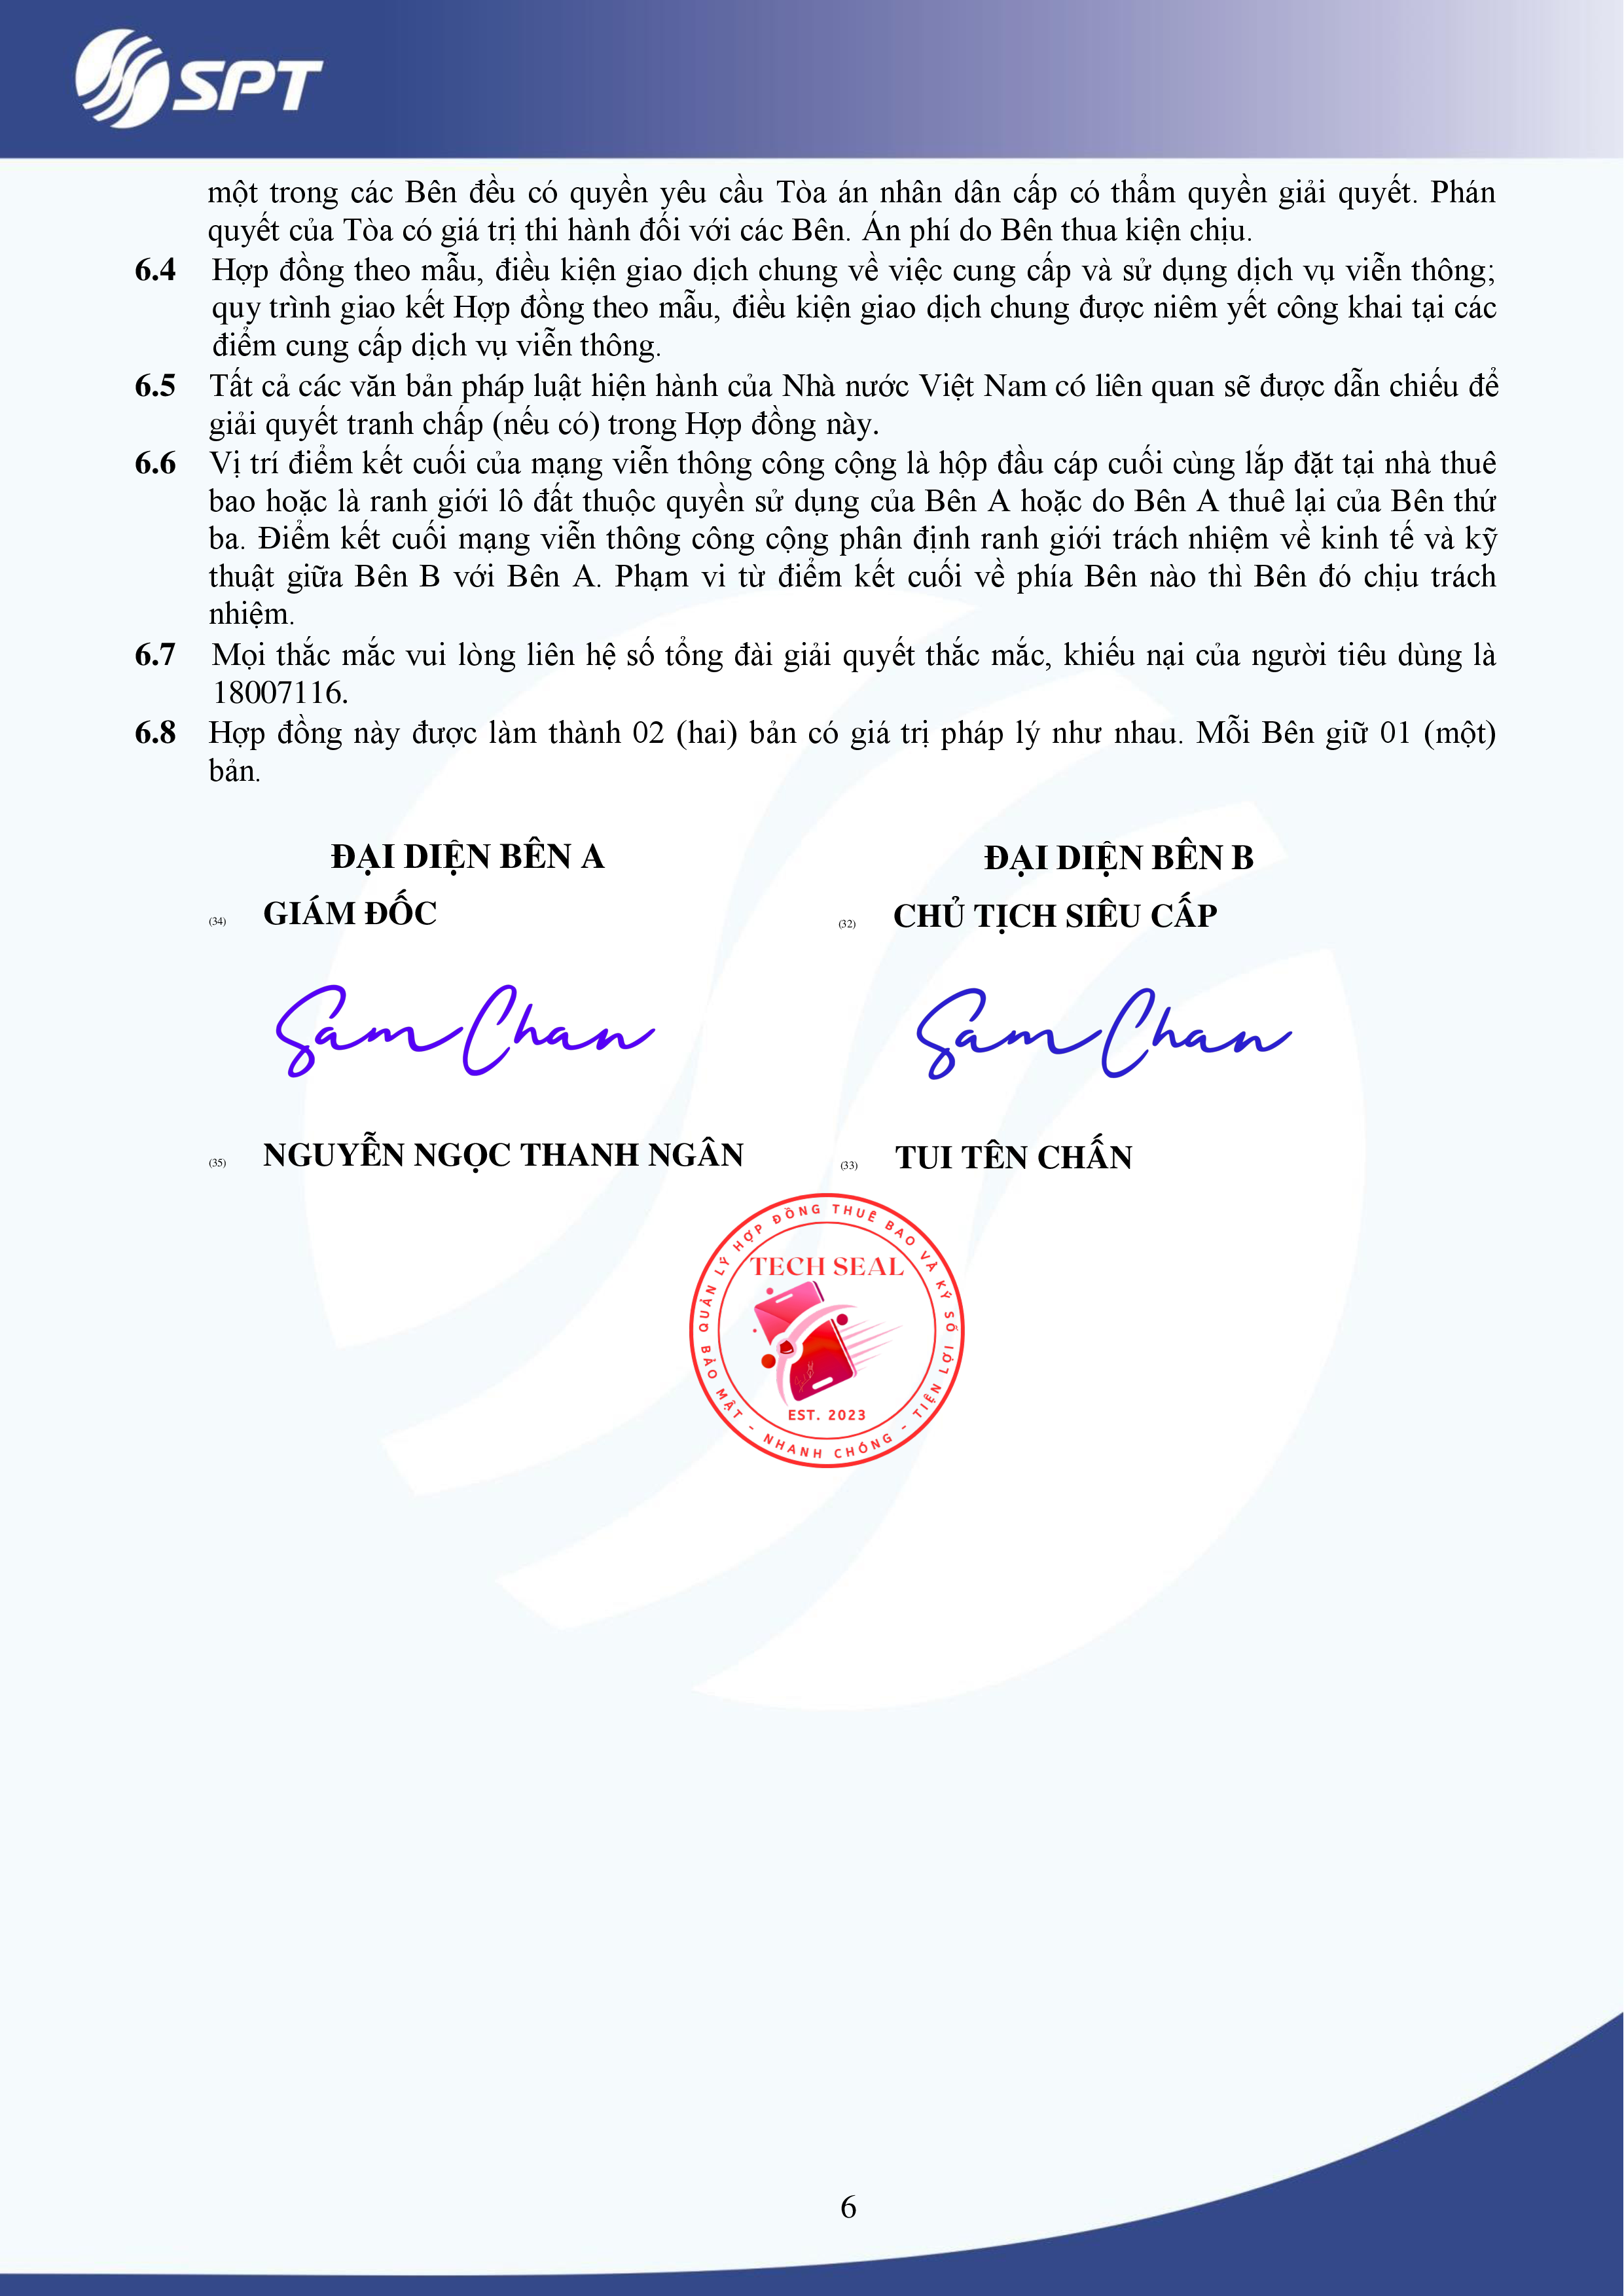 SPT
một trong các Bên đều có quyền yêu cầu Tòa án nhân dân cấp có thẩm quyền giải quyết. Phán
quyết của Tòa có giá trị thi hành đối với các Bên. Án phí do Bên thua kiện chịu.
6.4 Hợp đồng theo mẫu, điều kiện giao dịch chung về việc cung cấp và sử dụng dịch vụ viễn thông;
quy trình giao kết Hợp đồng theo mẫu, điều kiện giao dịch chung được niêm yết công khai tại các
điểm cung cấp dịch vụ viễn thông.
6.5 Tất cả các văn bản pháp luật hiện hành của Nhà nước Việt Nam có liên quan sẽ được dẫn chiếu để
giải quyết tranh chấp (nếu có) trong Hợp đồng này.
6.6 Vị trí điểm kết cuối của mạng viễn thông công cộng là hộp đầu cáp cuối cùng lắp đặt tại nhà thuê
bao hoặc là ranh giới lô đất thuộc quyền sử dụng của Bên A hoặc do Bên A thuê lại của Bên thứ
ba. Điểm kết cuối mạng viễn thông công cộng phân định ranh giới trách nhiệm về kinh tế và kỹ
thuật giữa Bên B với Bên A. Phạm vi từ điểm kết cuối về phía Bên nào thì Bên đó chịu trách
nhiệm.
6.7 Mọi thắc mắc vui lòng liên hệ số tổng đài giải quyết thắc mắc, khiếu nại của người tiêu dùng là
18007116.
6.8 Hợp đồng này được làm thành 02 (hai) bản có giá trị pháp lý như nhau. Mỗi Bên giữ 01 (một)
bản.
ĐẠI DIỆN BÊN A ĐẠI DIỆN BÊN B
(34) GIÁM ĐỐC (32) CHỦ TỊCH SIÊU CẤP
Sam Chan Sam Chan
(35) NGUYỄN NGỌC THANH NGÂN (33) TUI TÊN CHẤN
QUẢN LÝ HỢP ĐỒNG THUÊ BAO VÀ KÝ SỐ
TECH SEAL
EST. 2023
BẢO MẬT - NHANH CHÓNG - TIỆN LỢI
6